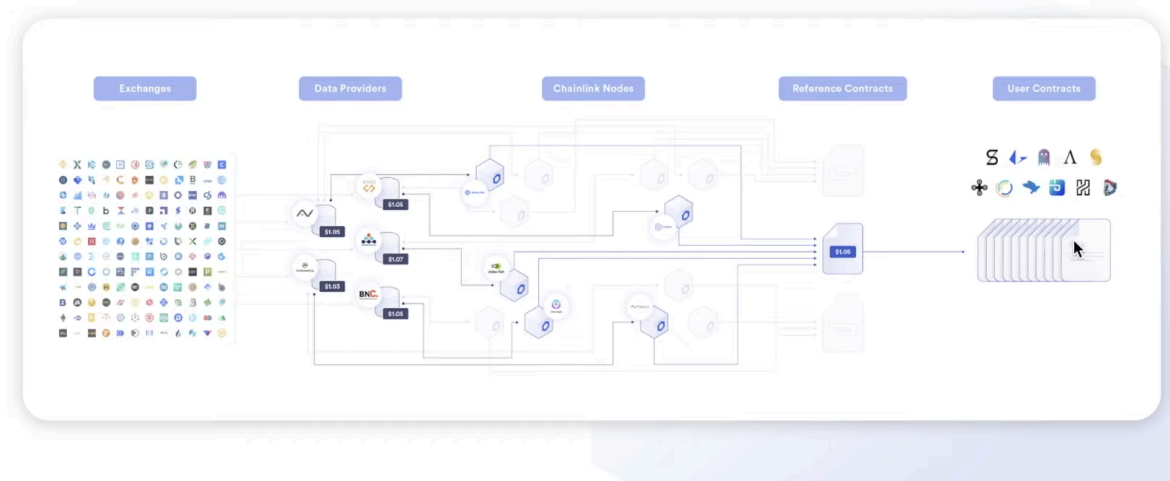 Exchanges
Data Providers
Chainlink Nodes
Reference Contracts
User Contracts
$1.05
$1.05
$1.07
$1.03
$1.05
$1.05
BNC.